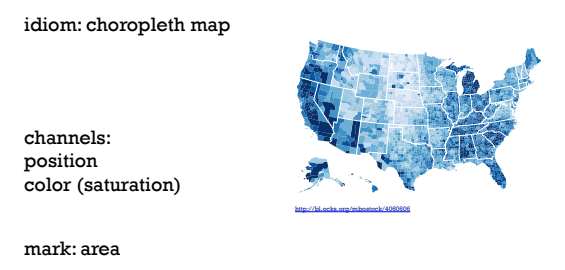 idiom: choropleth map
channels:
position
color (saturation)
http://bl.ocks.org/mbostock/4060606
mark: area